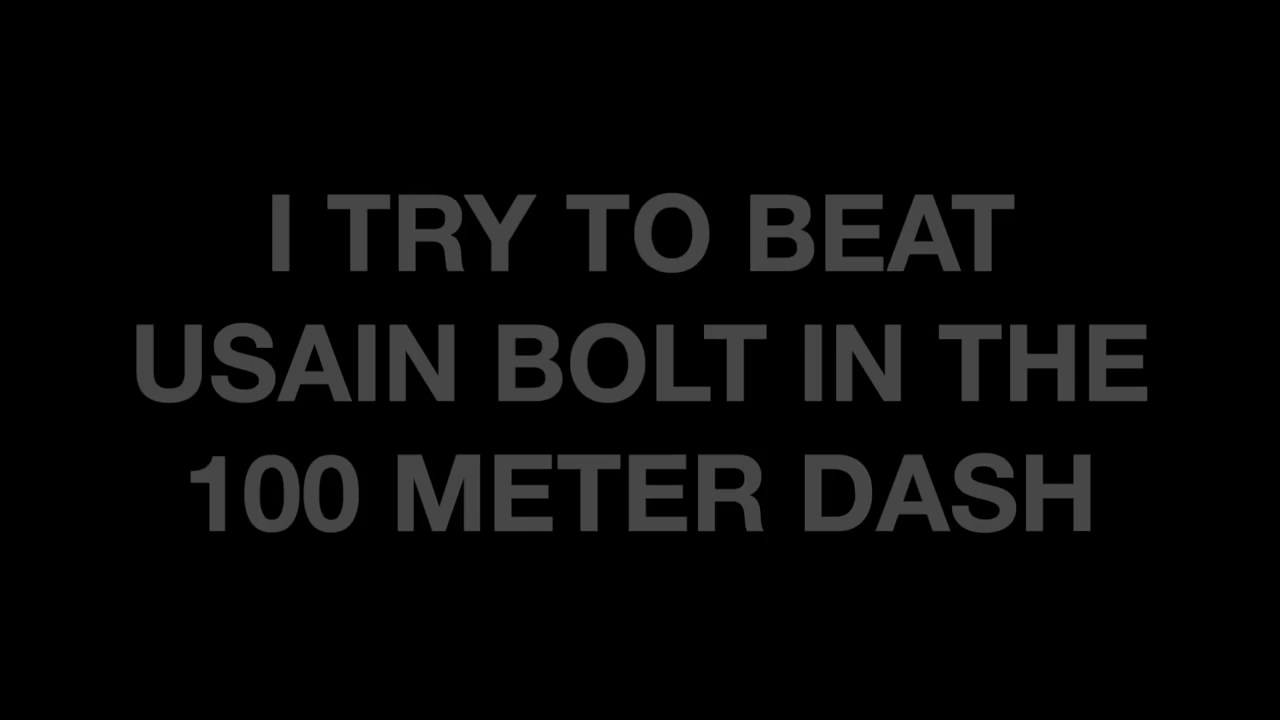 I TRY TO BEAT
USAIN BOLT IN THE
100 METER DASH